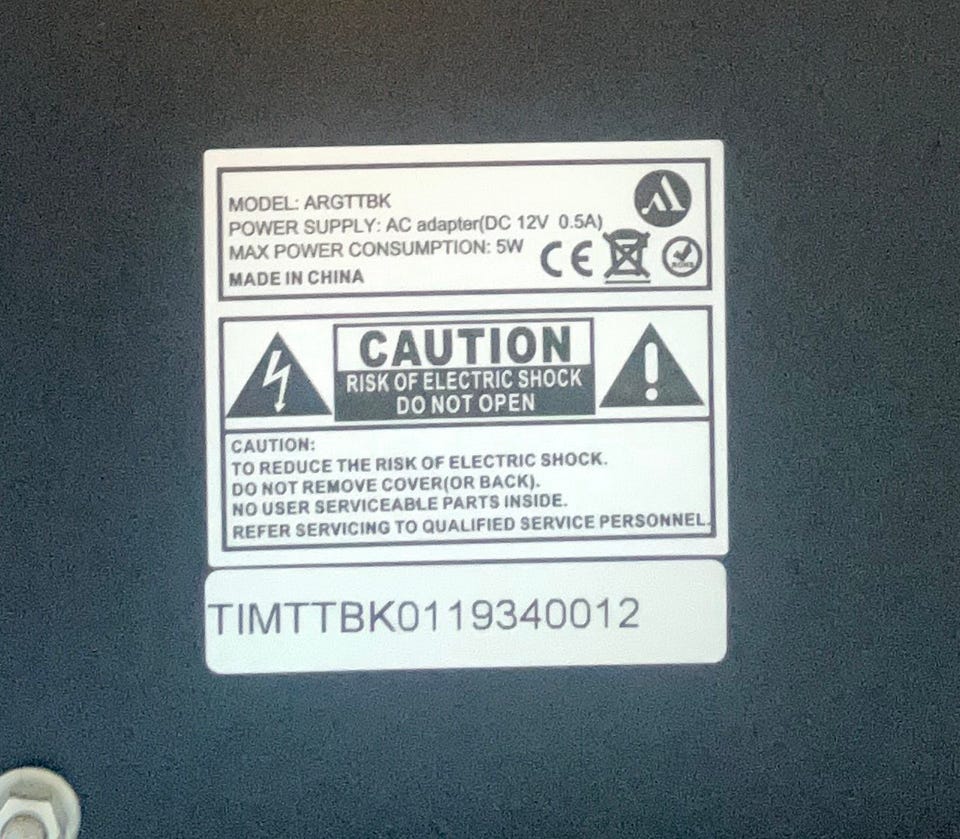 MODEL: ARGTTBK
POWER SUPPLY: AC adapter(DC 12V 0.5A)
MAX POWER CONSUMPTION: 5W
MADE IN CHINA
CE
ROHS
CAUTION
RISK OF ELECTRIC SHOCK
DO NOT OPEN
CAUTION:
TO REDUCE THE RISK OF ELECTRIC SHOCK.
DO NOT REMOVE COVER(OR BACK).
NO USER SERVICEABLE PARTS INSIDE.
REFER SERVICING TO QUALIFIED SERVICE PERSONNEL.
TIMTTBK0119340012